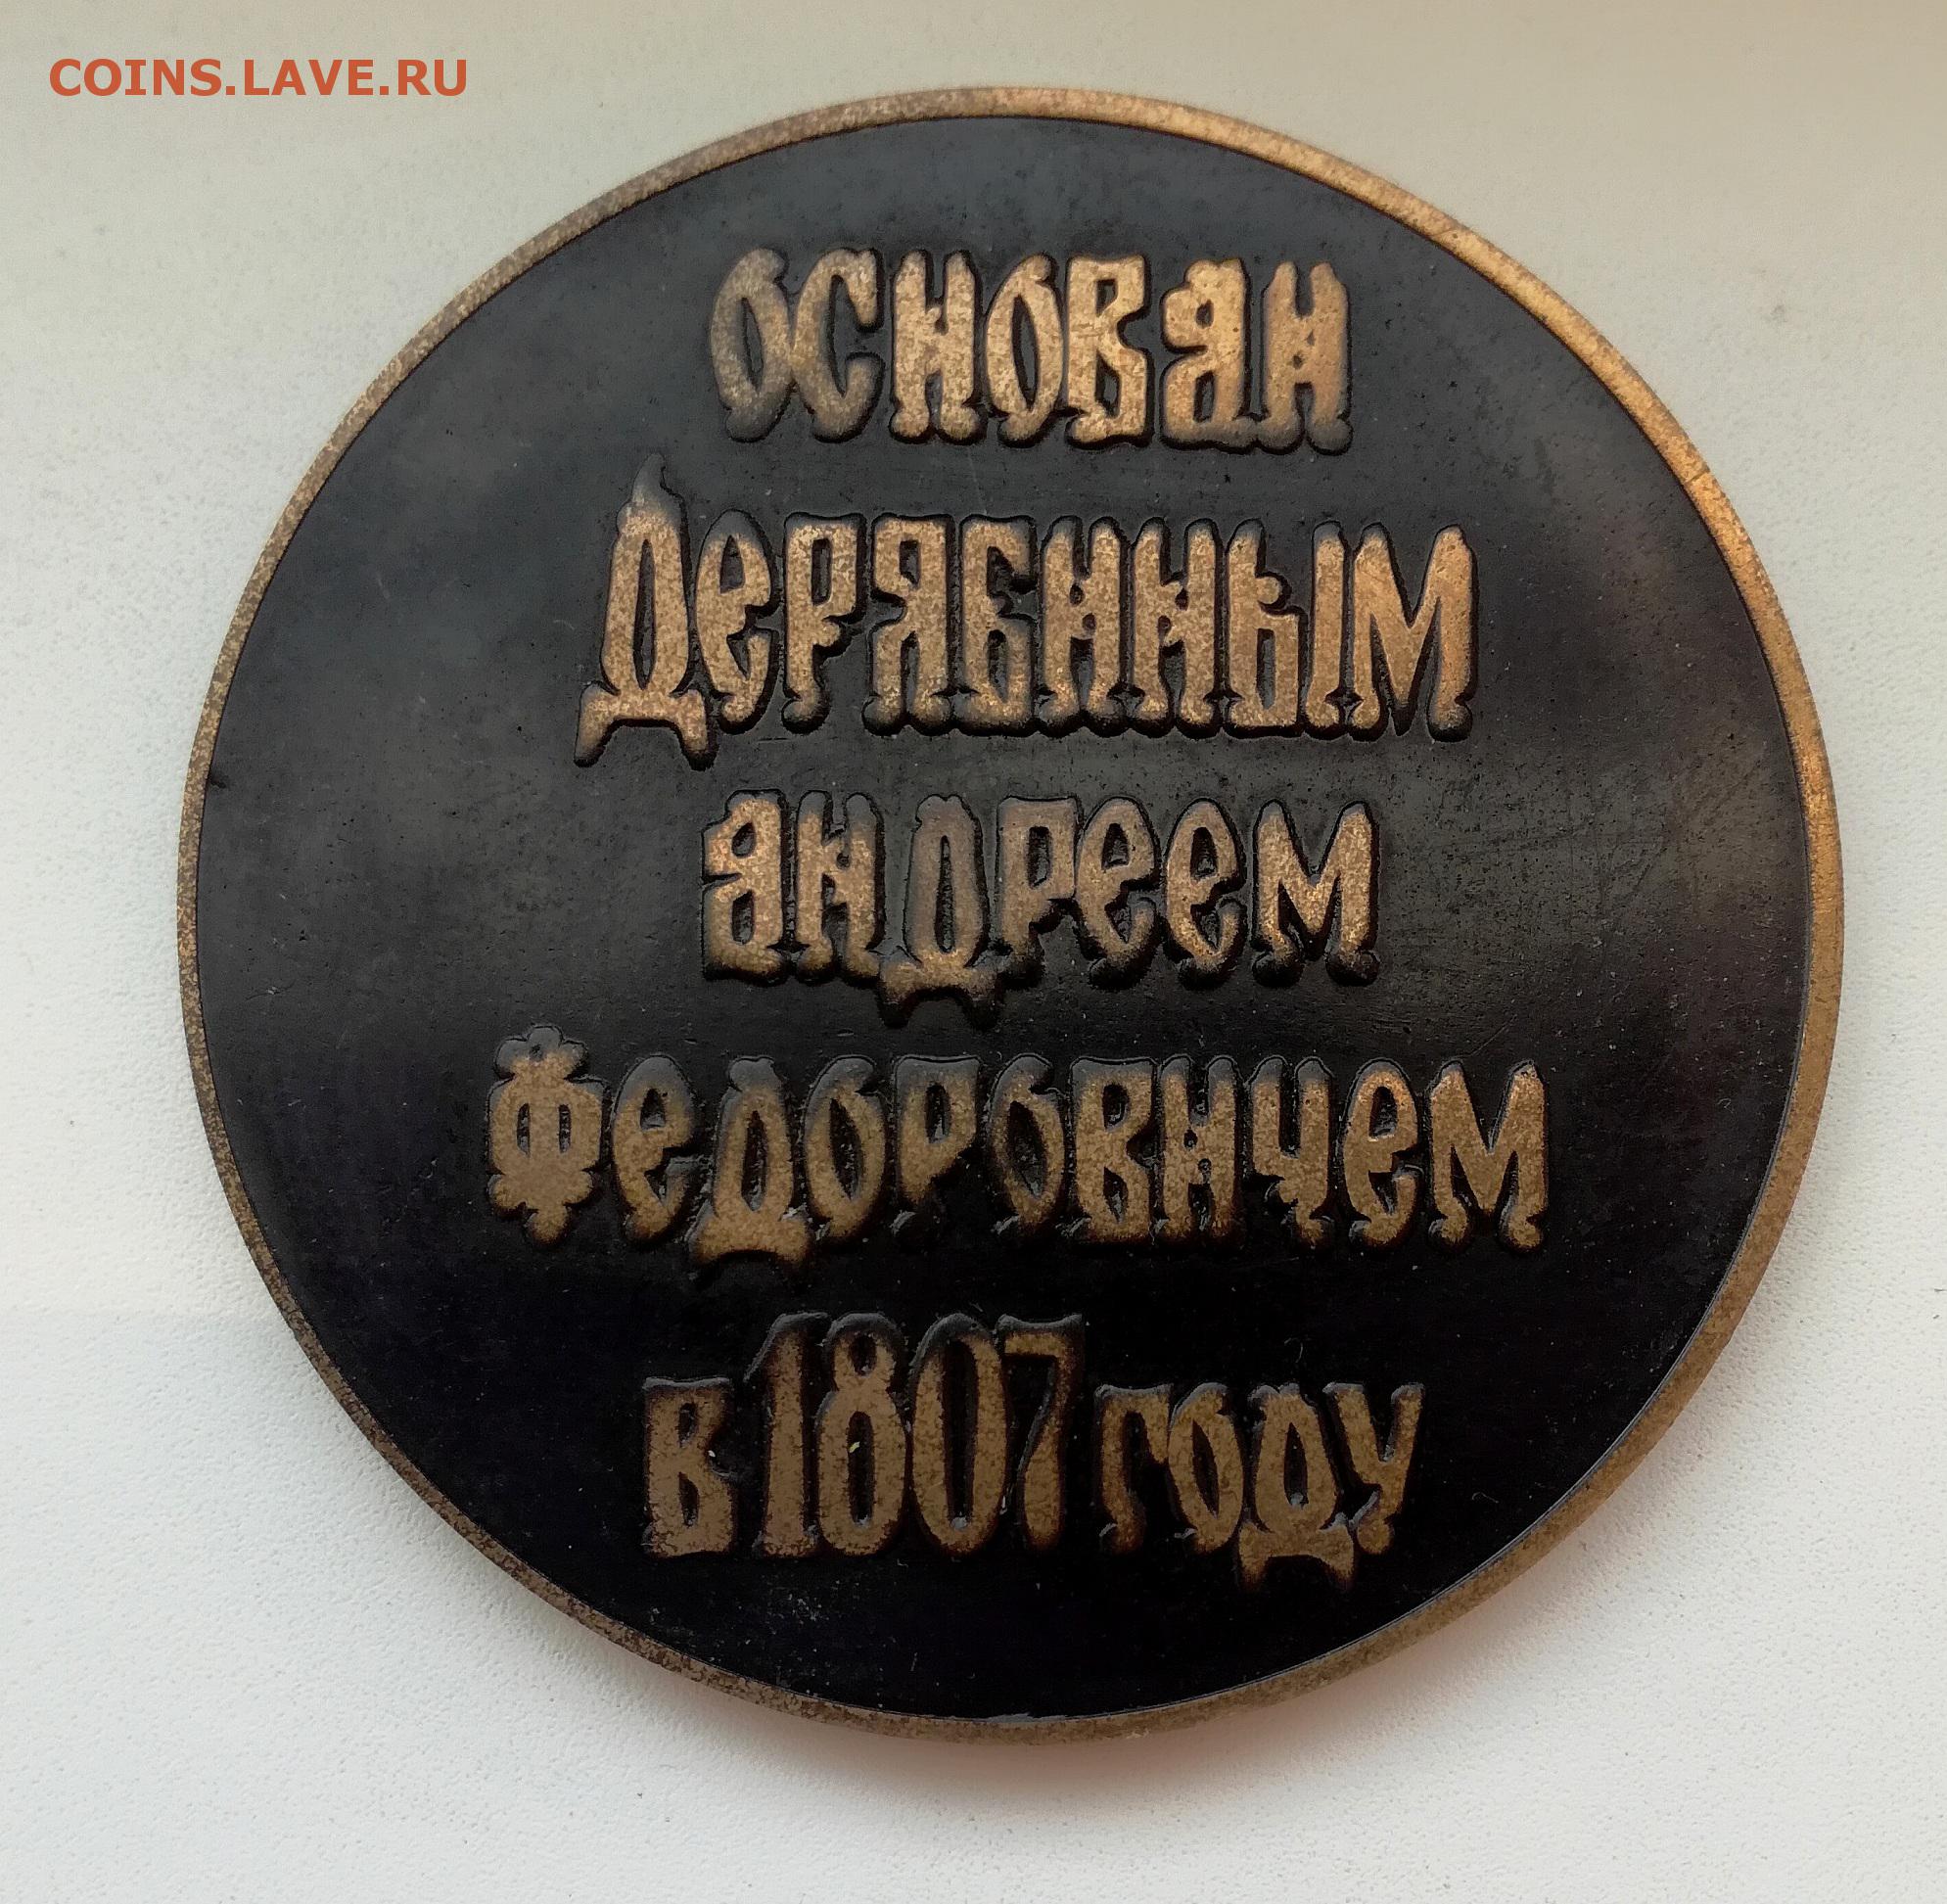 COINS.LAVE.RU
основан
Дерябиным
андреем
Федоровичем
в 1807 году